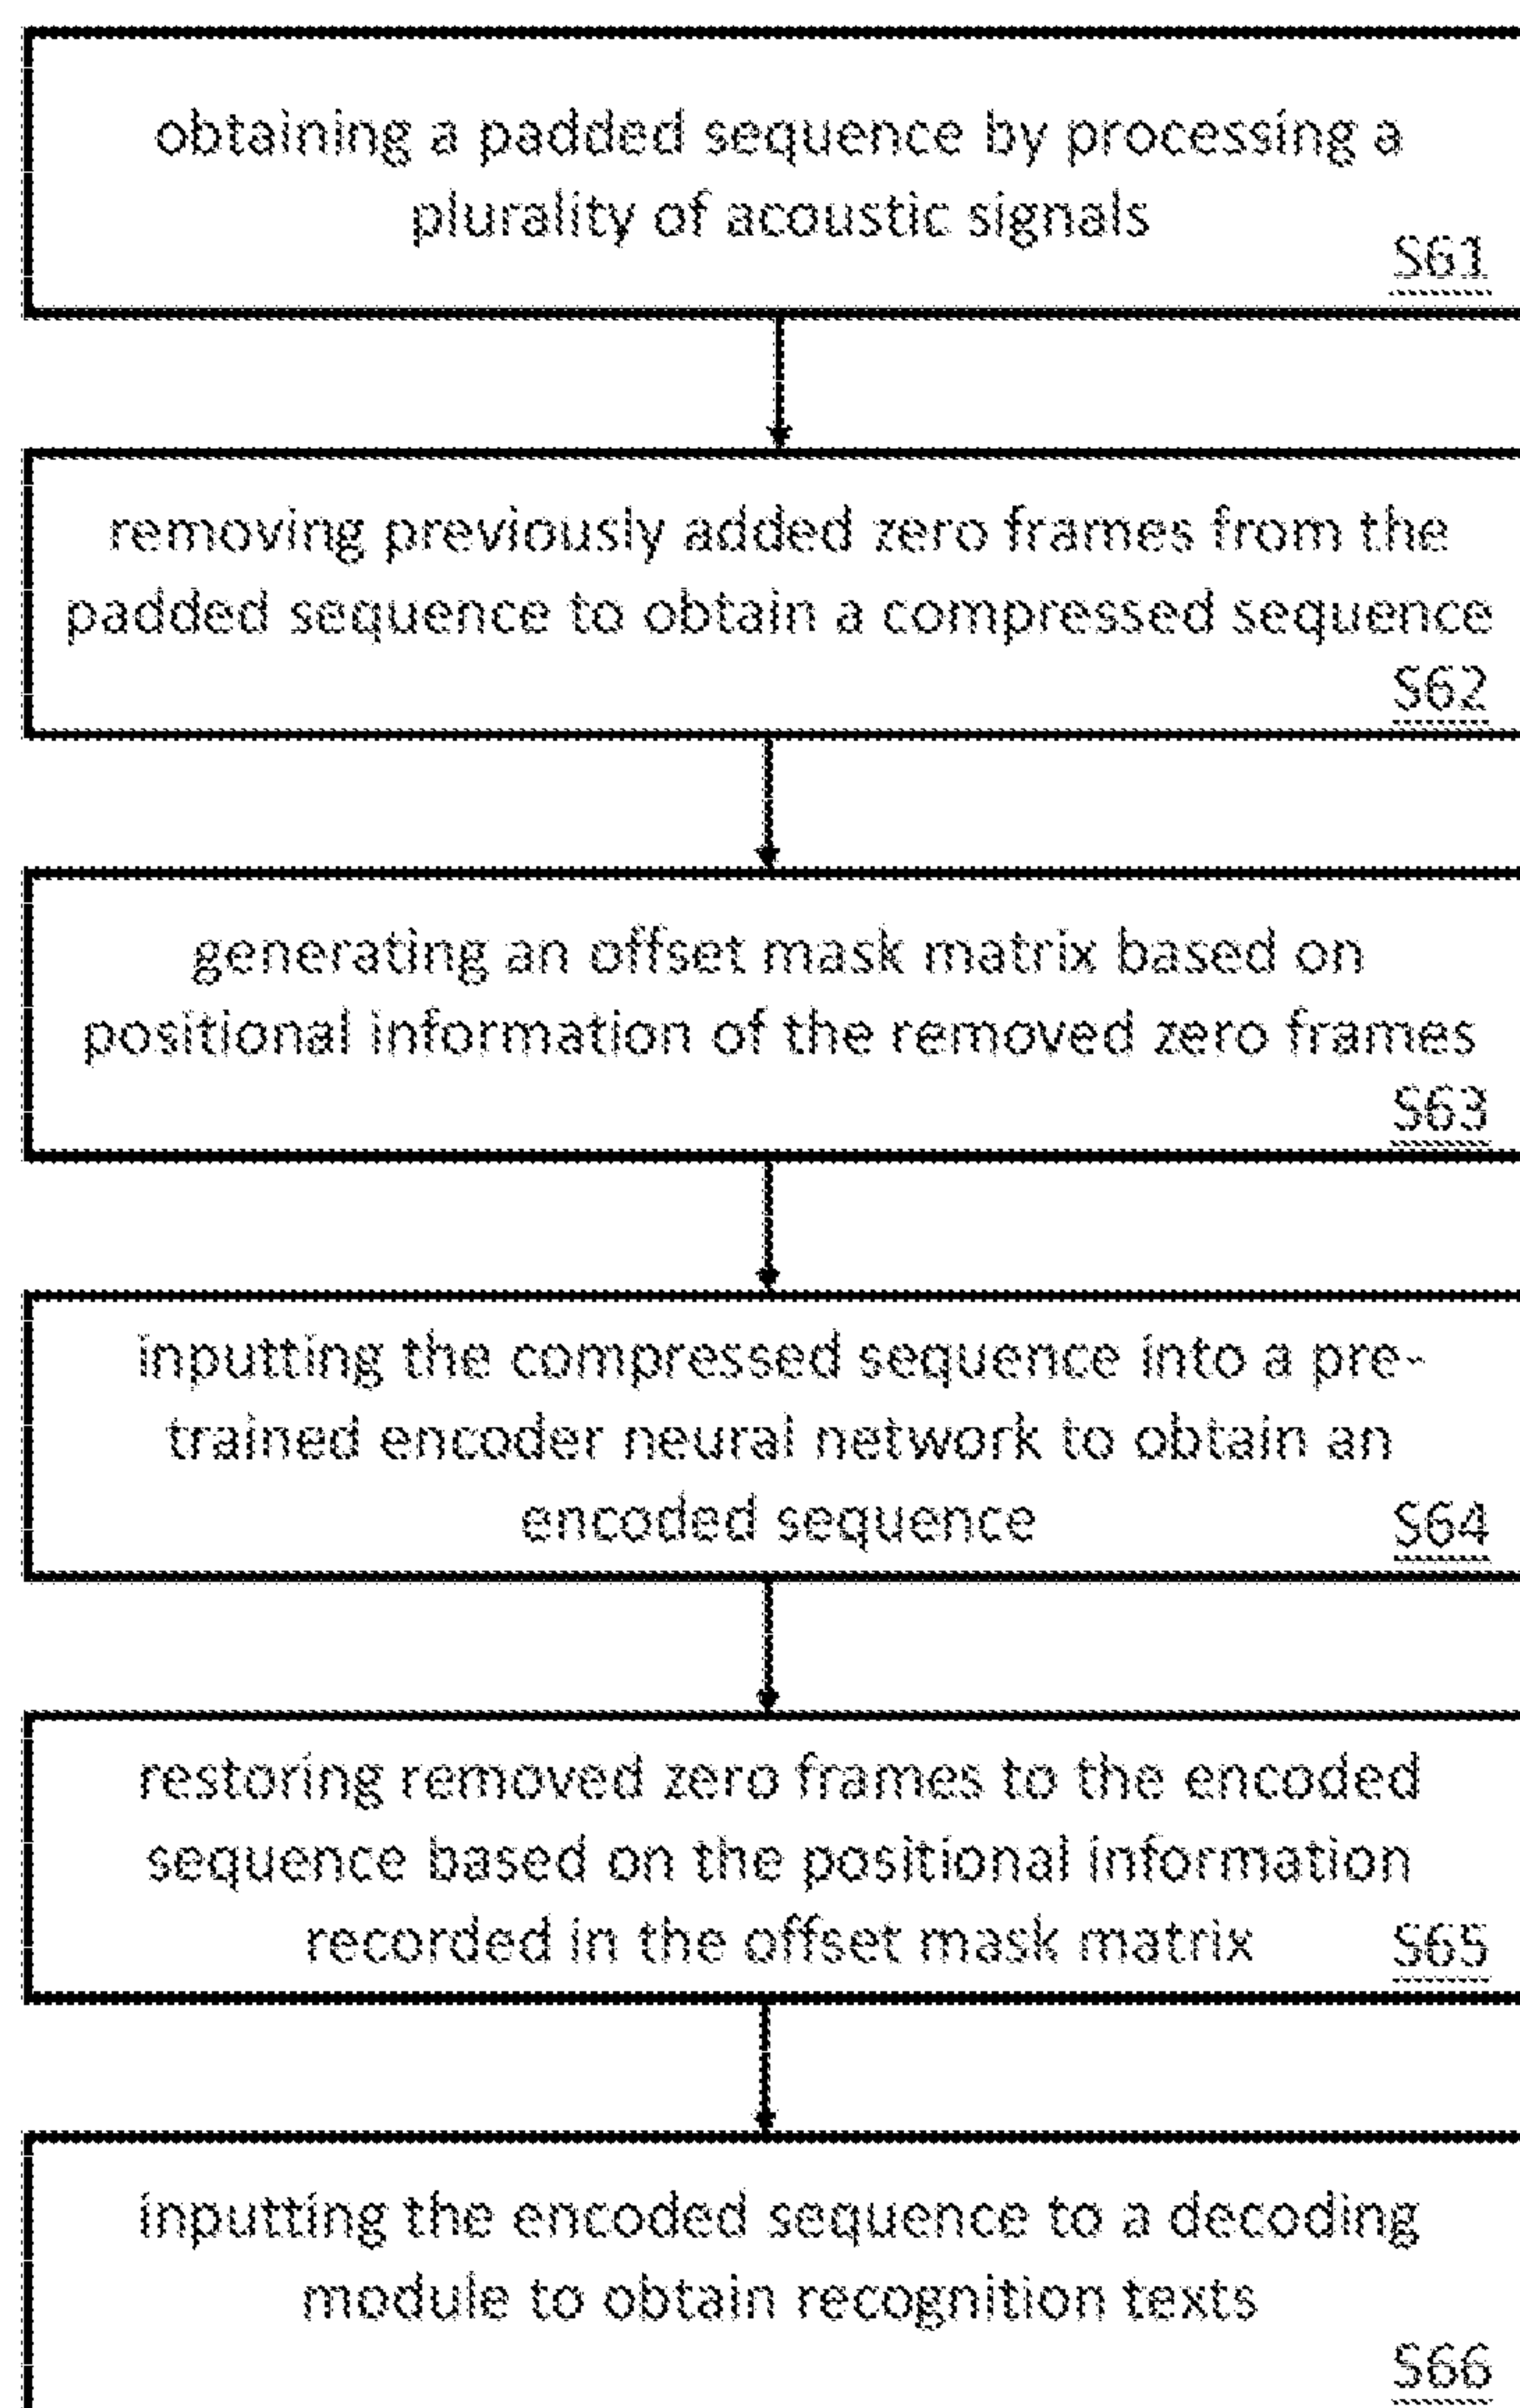 obtaining a padded sequence by processing a
plurality of acoustic signals
S61
removing previously added zero frames from the
padded sequence to obtain a compressed sequence
S62
generating an offset mask matrix based on
positional information of the removed zero frames
S63
inputting the compressed sequence into a pre-
trained encoder neural network to obtain an
encoded sequence S64
restoring removed zero frames to the encoded
sequence based on the positional information
recorded in the offset mask matrix S65
inputting the encoded sequence to a decoding
module to obtain recognition texts
S66